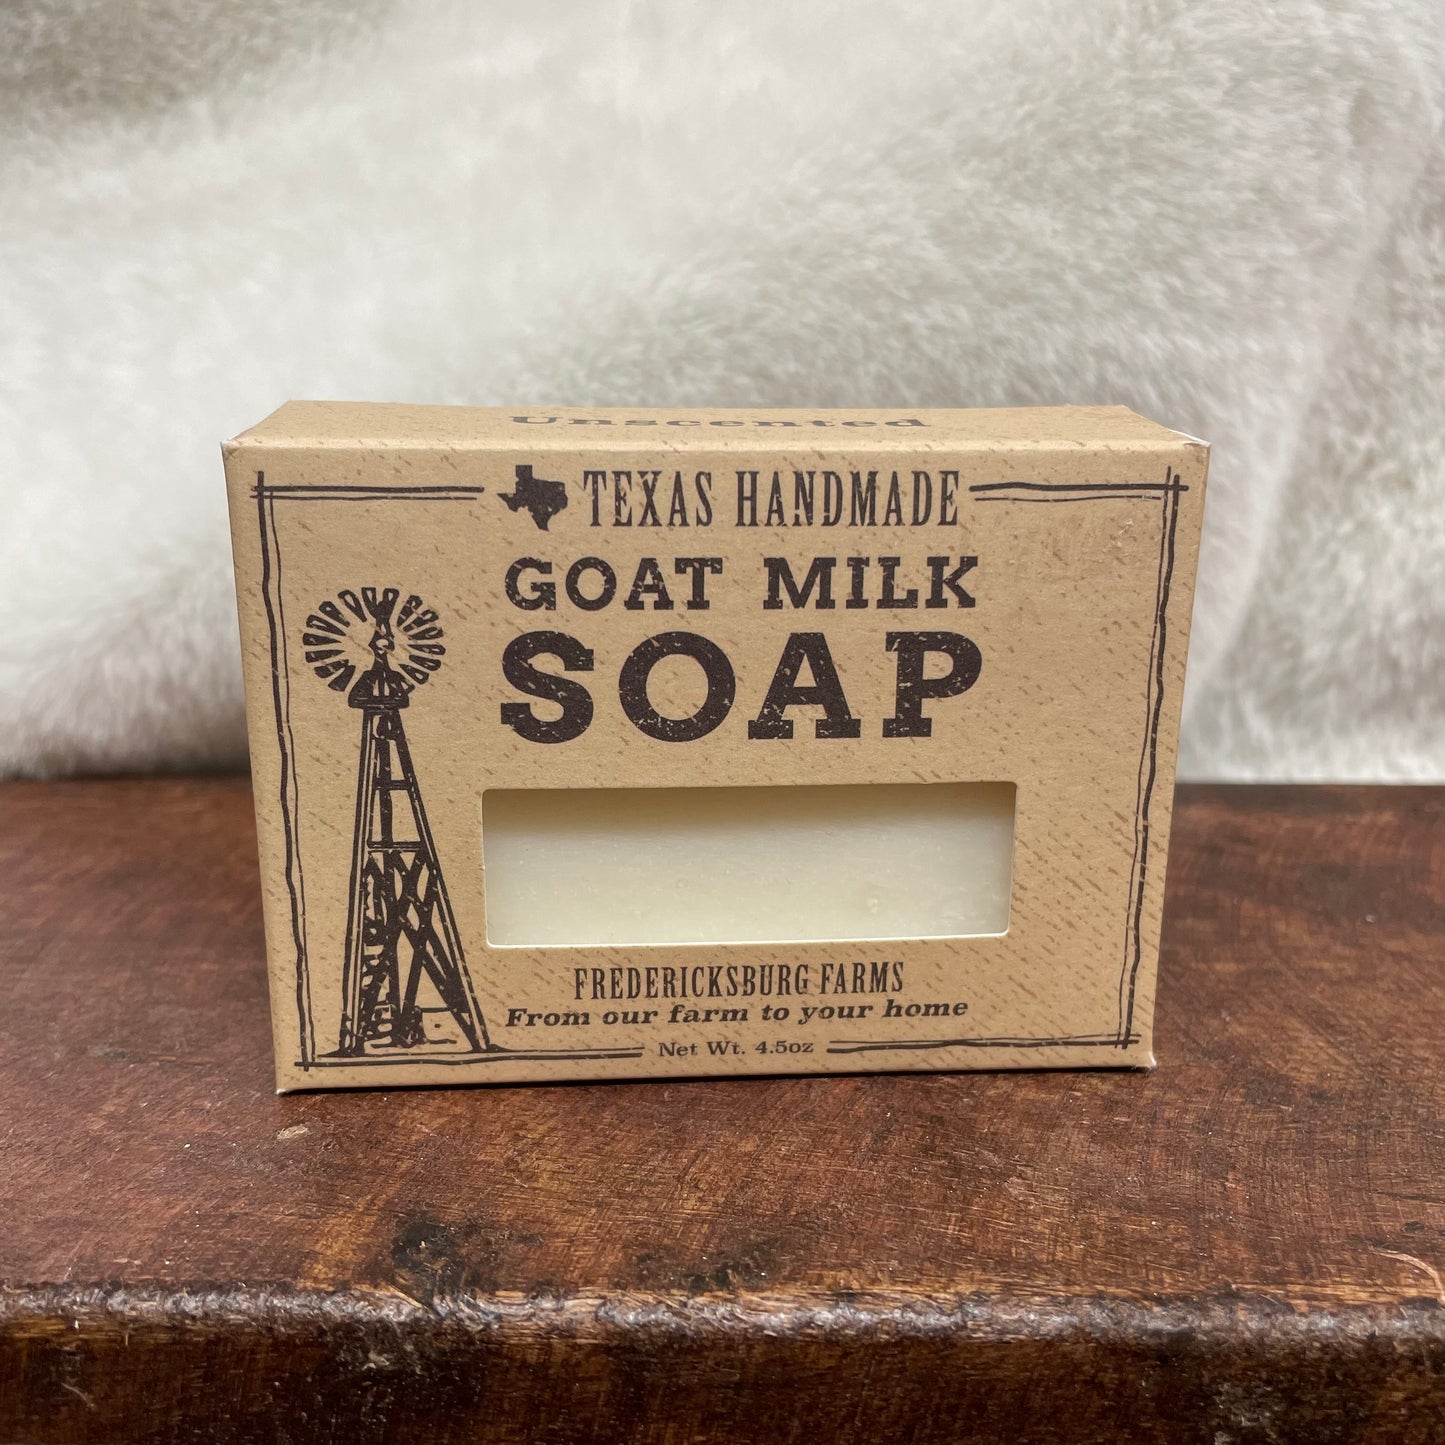 Unscented
TEXAS HANDMADE
GOAT MILK
SOAP
FREDERICKSBURG FARMS
From our farm to your home
Net Wt. 4.5oz